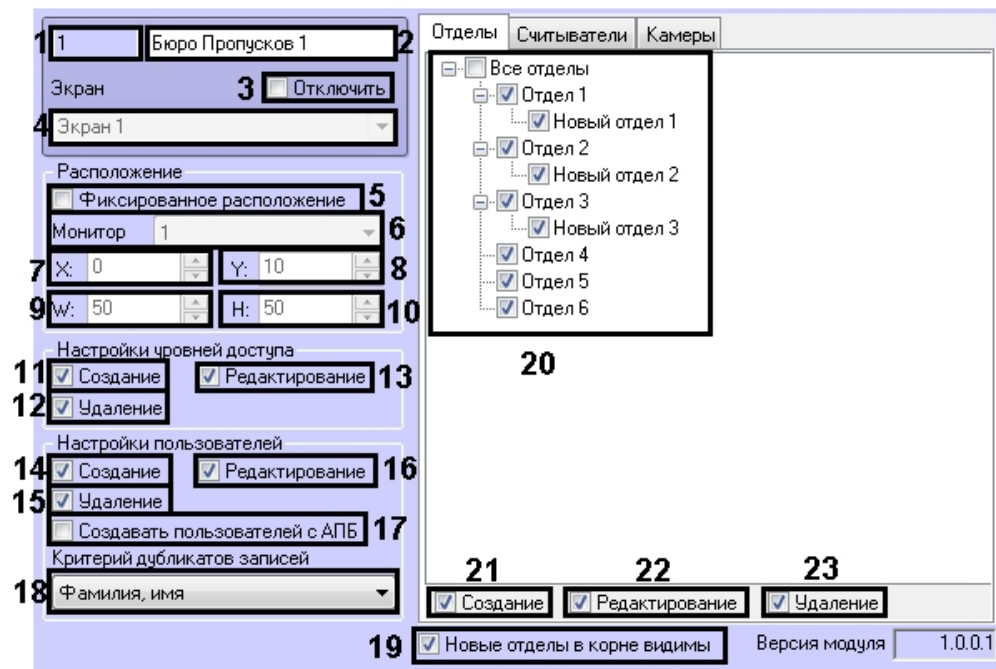 1 1 Бюро Пропусков 1 2
Экран 3 Отключить
4 Экран 1
Расположение
Фиксированное расположение 5
Монитор 1 6
7 X: 0 Y: 10 8
9 W: 50 H: 50 10
Настройки уровней доступа
11 Создание Редактирование 13
12 Удаление
Настройки пользователей
14 Создание Редактирование 16
15 Удаление
Создавать пользователей с АПБ 17
Критерий дубликатов записей
18 Фамилия, имя
Отделы Считыватели Камеры
Все отделы
Отдел 1
Новый отдел 1
Отдел 2
Новый отдел 2
Отдел 3
Новый отдел 3
Отдел 4
Отдел 5
Отдел 6
20
21 22 23
Создание Редактирование Удаление
19 Новые отделы в корне видимы Версия модуля 1.0.0.1